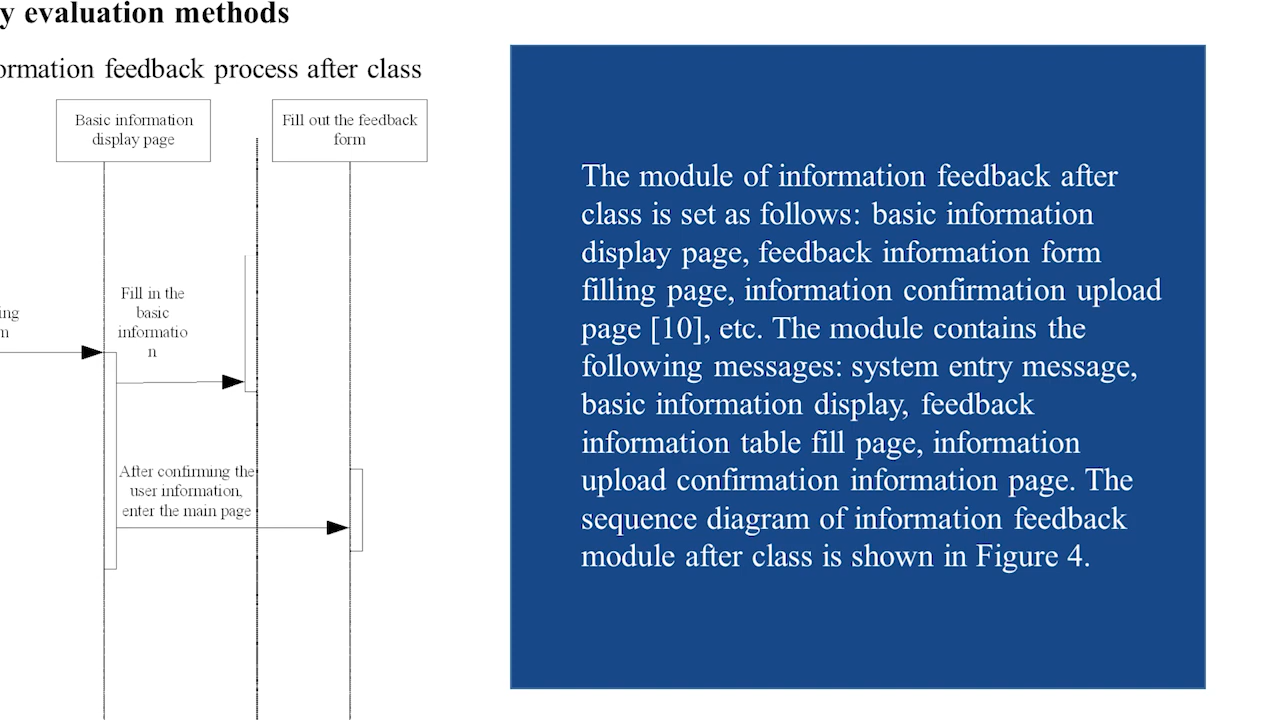 y evaluation methods
ormation feedback process after class
Basic information
display page
Fill out the feedback
form
ing
n
Fill in the
basic
informatio
n
After confirming the
user information,
enter the main page
The module of information feedback after
class is set as follows: basic information
display page, feedback information form
filling page, information confirmation upload
page [10], etc. The module contains the
following messages: system entry message,
basic information display, feedback
information table fill page, information
upload confirmation information page. The
sequence diagram of information feedback
module after class is shown in Figure 4.